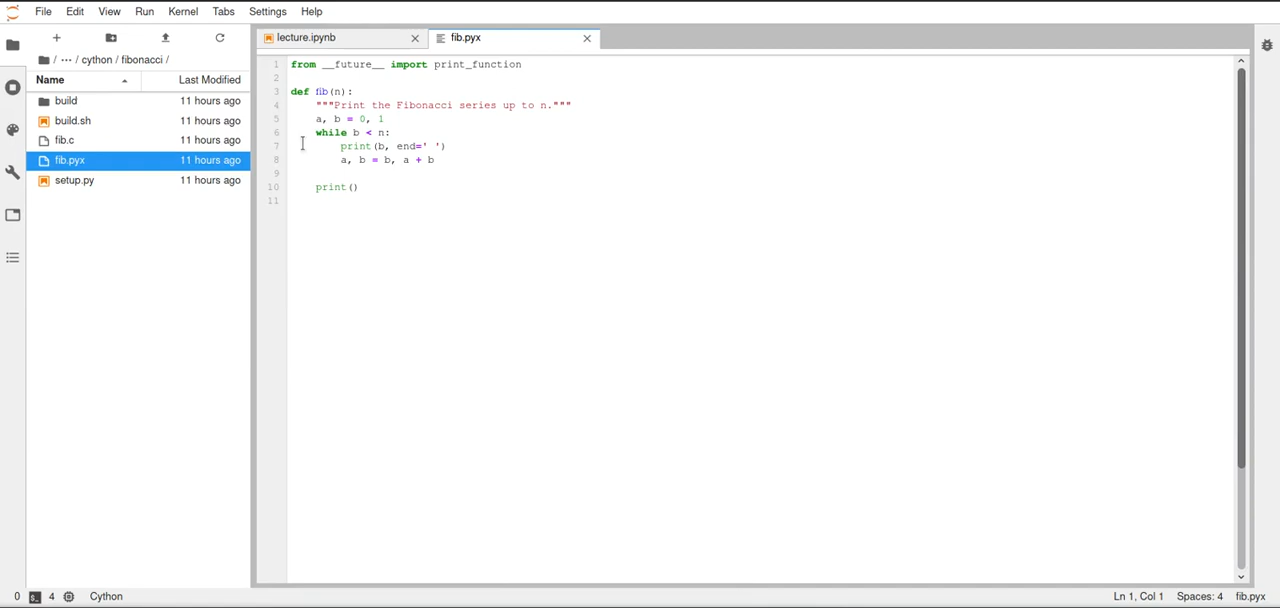 File Edit View Run Kernel Tabs Settings Help
/ ··· / cython / fibonacci /
Name Last Modified
build 11 hours ago
build.sh 11 hours ago
fib.c 11 hours ago
fib.pyx 11 hours ago
setup.py 11 hours ago
lecture.ipynb fib.pyx
1 from __future__ import print_function
2
3 def fib(n):
4 """Print the Fibonacci series up to n."""
5 a, b = 0, 1
6 while b < n:
7 print(b, end=' ')
8 a, b = b, a + b
9
10 print()
11
0 4 Cython Ln 1, Col 1 Spaces: 4 fib.pyx